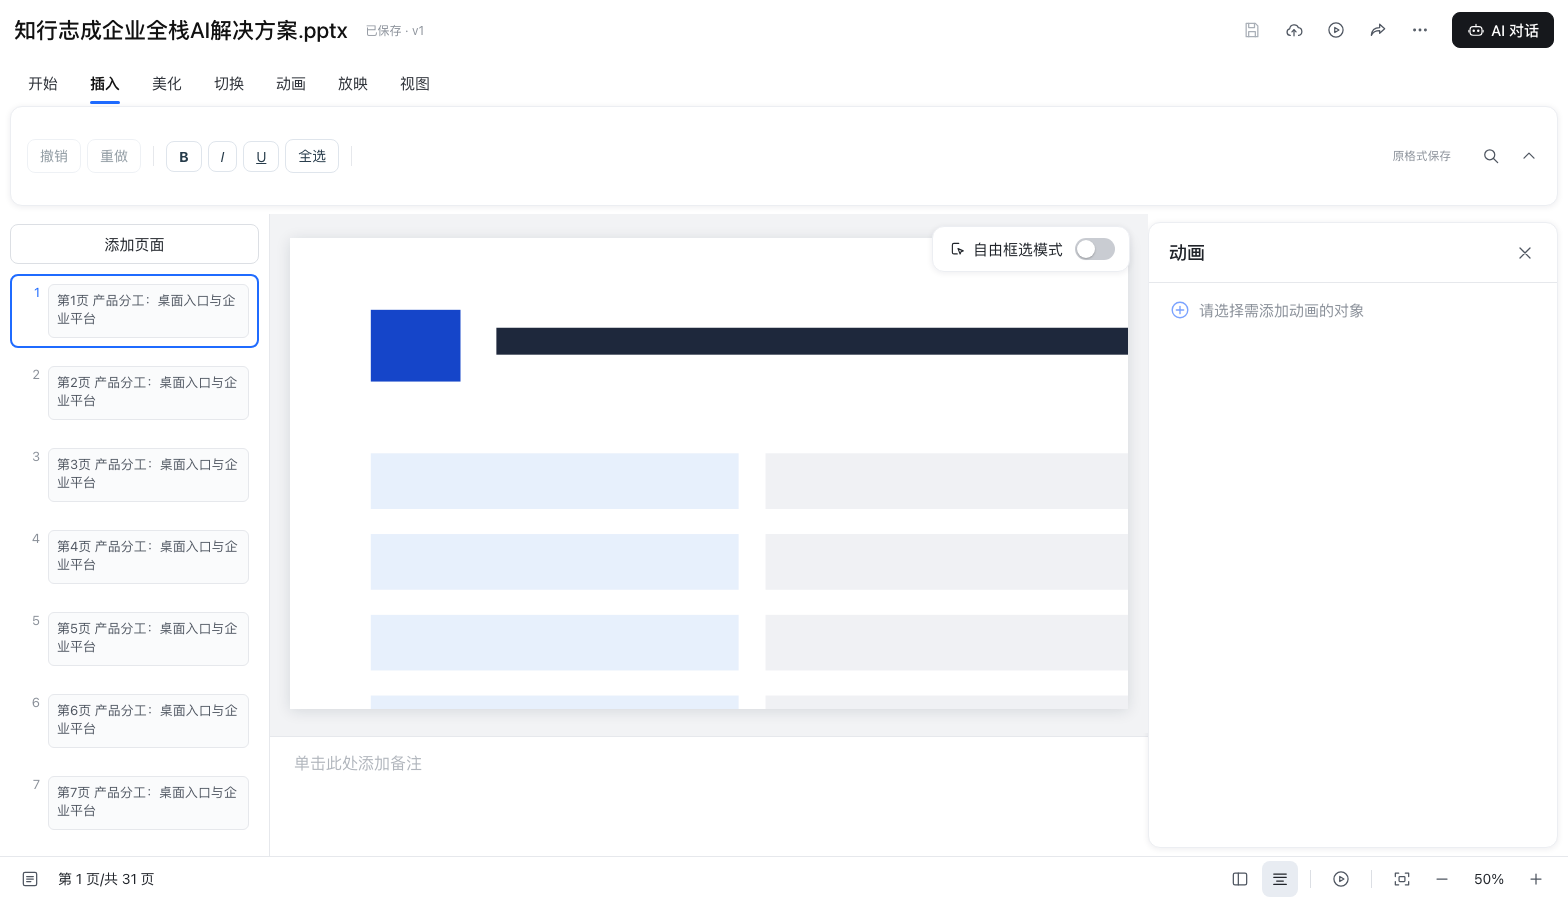 知行志成企业全栈AI解决方案.pptx
已保存 · v1
AI 对话
开始
插入
美化
切换
动画
放映
视图
撤销
重做
B
I
U
全选
原格式保存
添加页面
1
第1页 产品分工：桌面入口与企
业平台
2
第2页 产品分工：桌面入口与企
业平台
3
第3页 产品分工：桌面入口与企
业平台
4
第4页 产品分工：桌面入口与企
业平台
5
第5页 产品分工：桌面入口与企
业平台
6
第6页 产品分工：桌面入口与企
业平台
7
第7页 产品分工：桌面入口与企
业平台
自由框选模式
单击此处添加备注
动画
请选择需添加动画的对象
第 1 页/共 31 页
50%